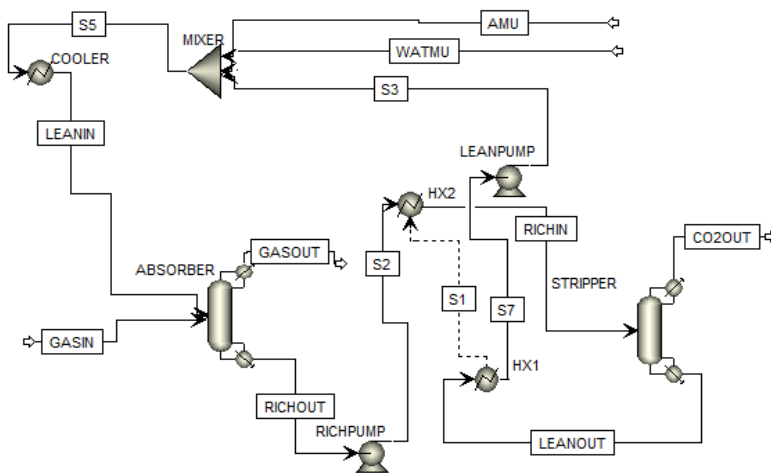 S5
AMU
MIXER
WATMU
COOLER
S3
LEANIN
LEANPUMP
HX2
RICHIN
CO2OUT
GASOUT
ABSORBER
S2
STRIPPER
S1
S7
GASIN
HX1
RICHOUT
RICHPUMP
LEANOUT